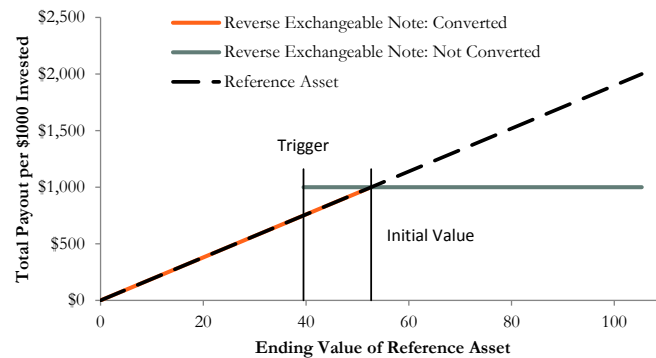 $2,500
$2,000
$1,500
$1,000
$500
$0
Total Payout per $1000 Invested
Reverse Exchangeable Note: Converted
Reverse Exchangeable Note: Not Converted
Reference Asset
Trigger
Initial Value
0 20 40 60 80 100
Ending Value of Reference Asset